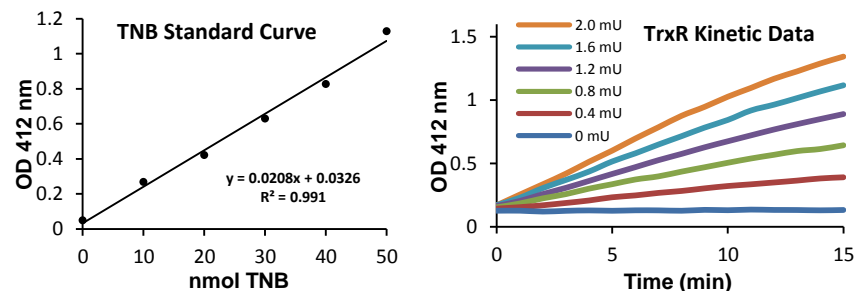 TNB Standard Curve
1.2
1
0.8
0.6
0.4
0.2
0
OD 412 nm
y = 0.0208x + 0.0326
R² = 0.991
0 10 20 30 40 50
nmol TNB
TrxR Kinetic Data
1.5
1
0.5
0
OD 412 nm
2.0 mU
1.6 mU
1.2 mU
0.8 mU
0.4 mU
0 mU
0 5 10 15
Time (min)